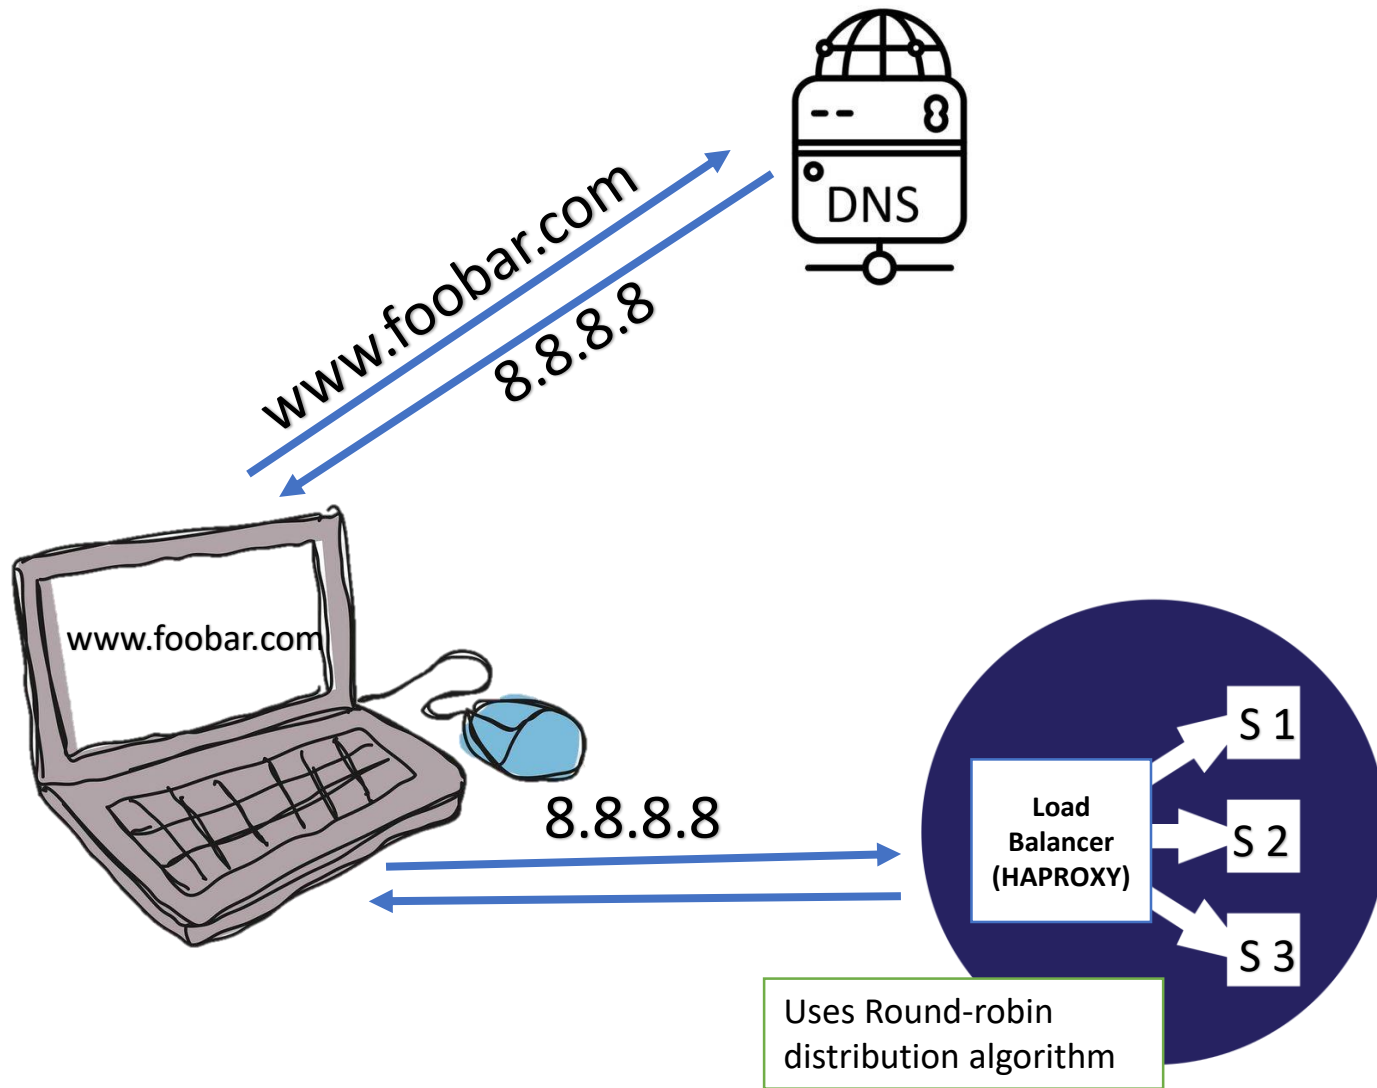 DNS
www.foobar.com
8.8.8.8
www.foobar.com
8.8.8.8
Load
Balancer
(HAPROXY)
S 1
S 2
S 3
Uses Round-robin
distribution algorithm